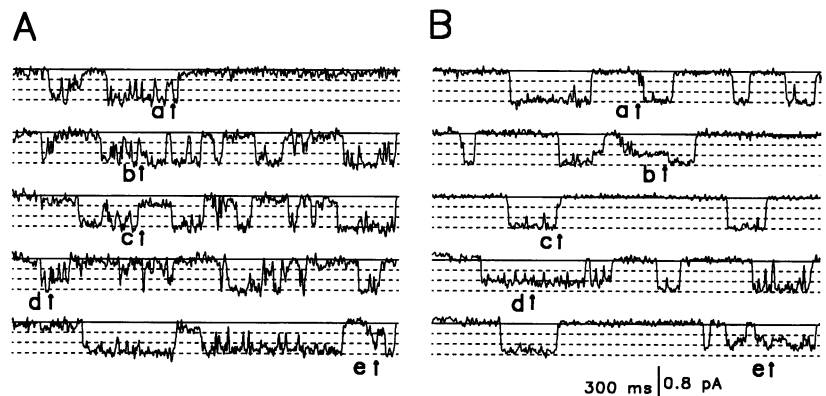 A B
a↑ a↑
b↑ b↑
c↑ c↑
d↑ d↑
e↑ e↑
300 ms 0.8 pA